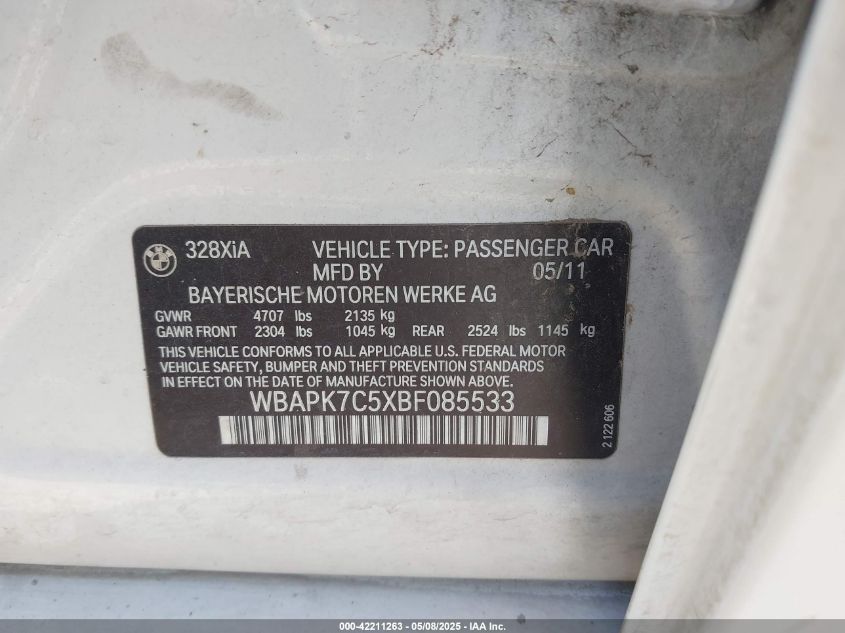 328XiA VEHICLE TYPE: PASSENGER CAR
MFD BY 05/11
BAYERISCHE MOTOREN WERKE AG
GVWR 4707 lbs 2135 kg
GAWR FRONT 2304 lbs 1045 kg REAR 2524 lbs 1145 kg
THIS VEHICLE CONFORMS TO ALL APPLICABLE U.S. FEDERAL MOTOR
VEHICLE SAFETY, BUMPER AND THEFT PREVENTION STANDARDS
IN EFFECT ON THE DATE OF MANUFACTURE SHOWN ABOVE.
WBAPK7C5XBF085533
2 122 606
000-42211263 - 05/08/2025 - IAA Inc.